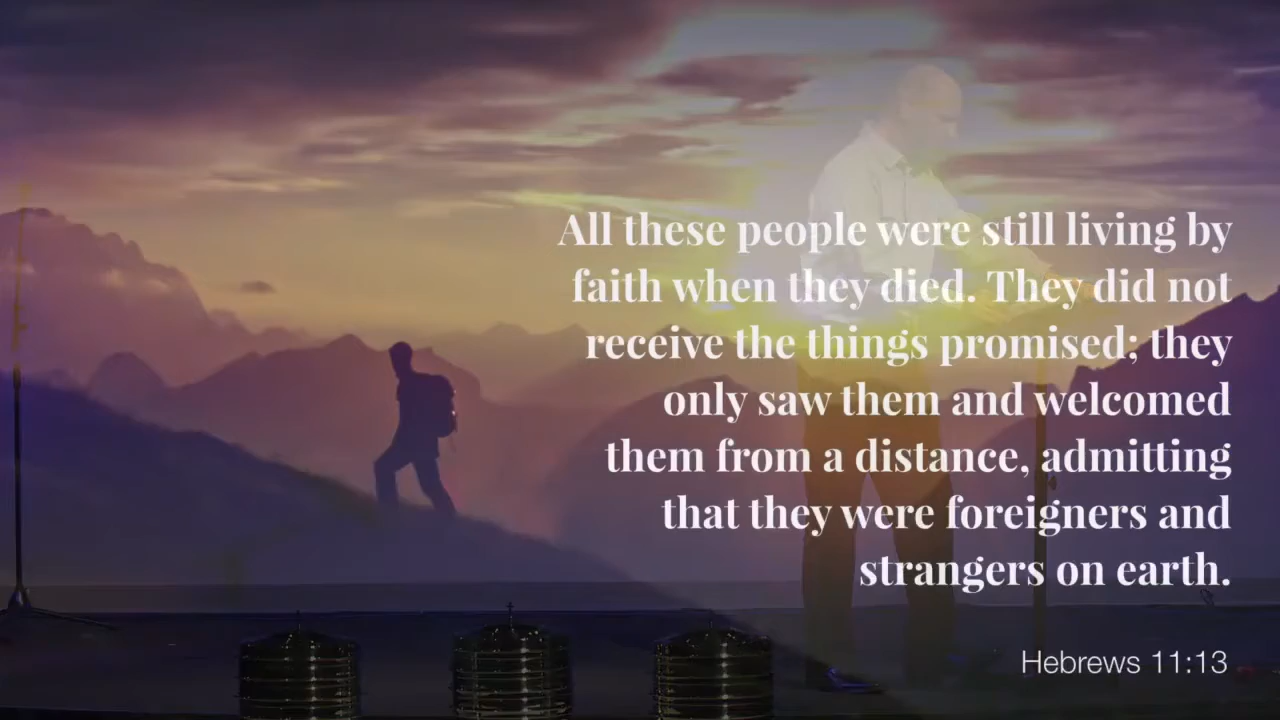 All these people were still living by
faith when they died. They did not
receive the things promised; they
only saw them and welcomed
them from a distance, admitting
that they were foreigners and
strangers on earth.
Hebrews 11:13